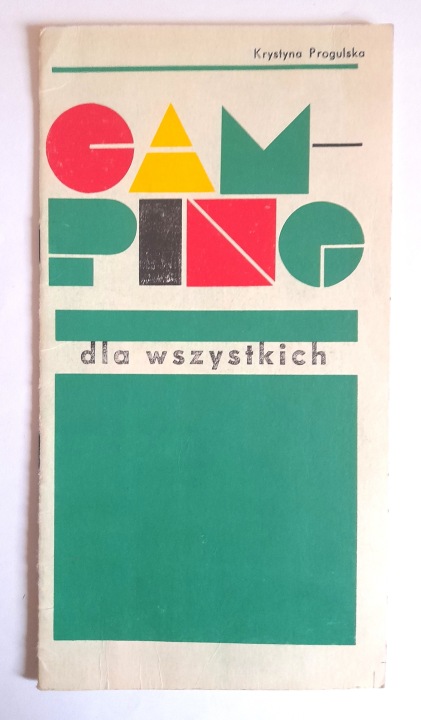 Krystyna Progulska
CAM-
PING
dla wszystkich